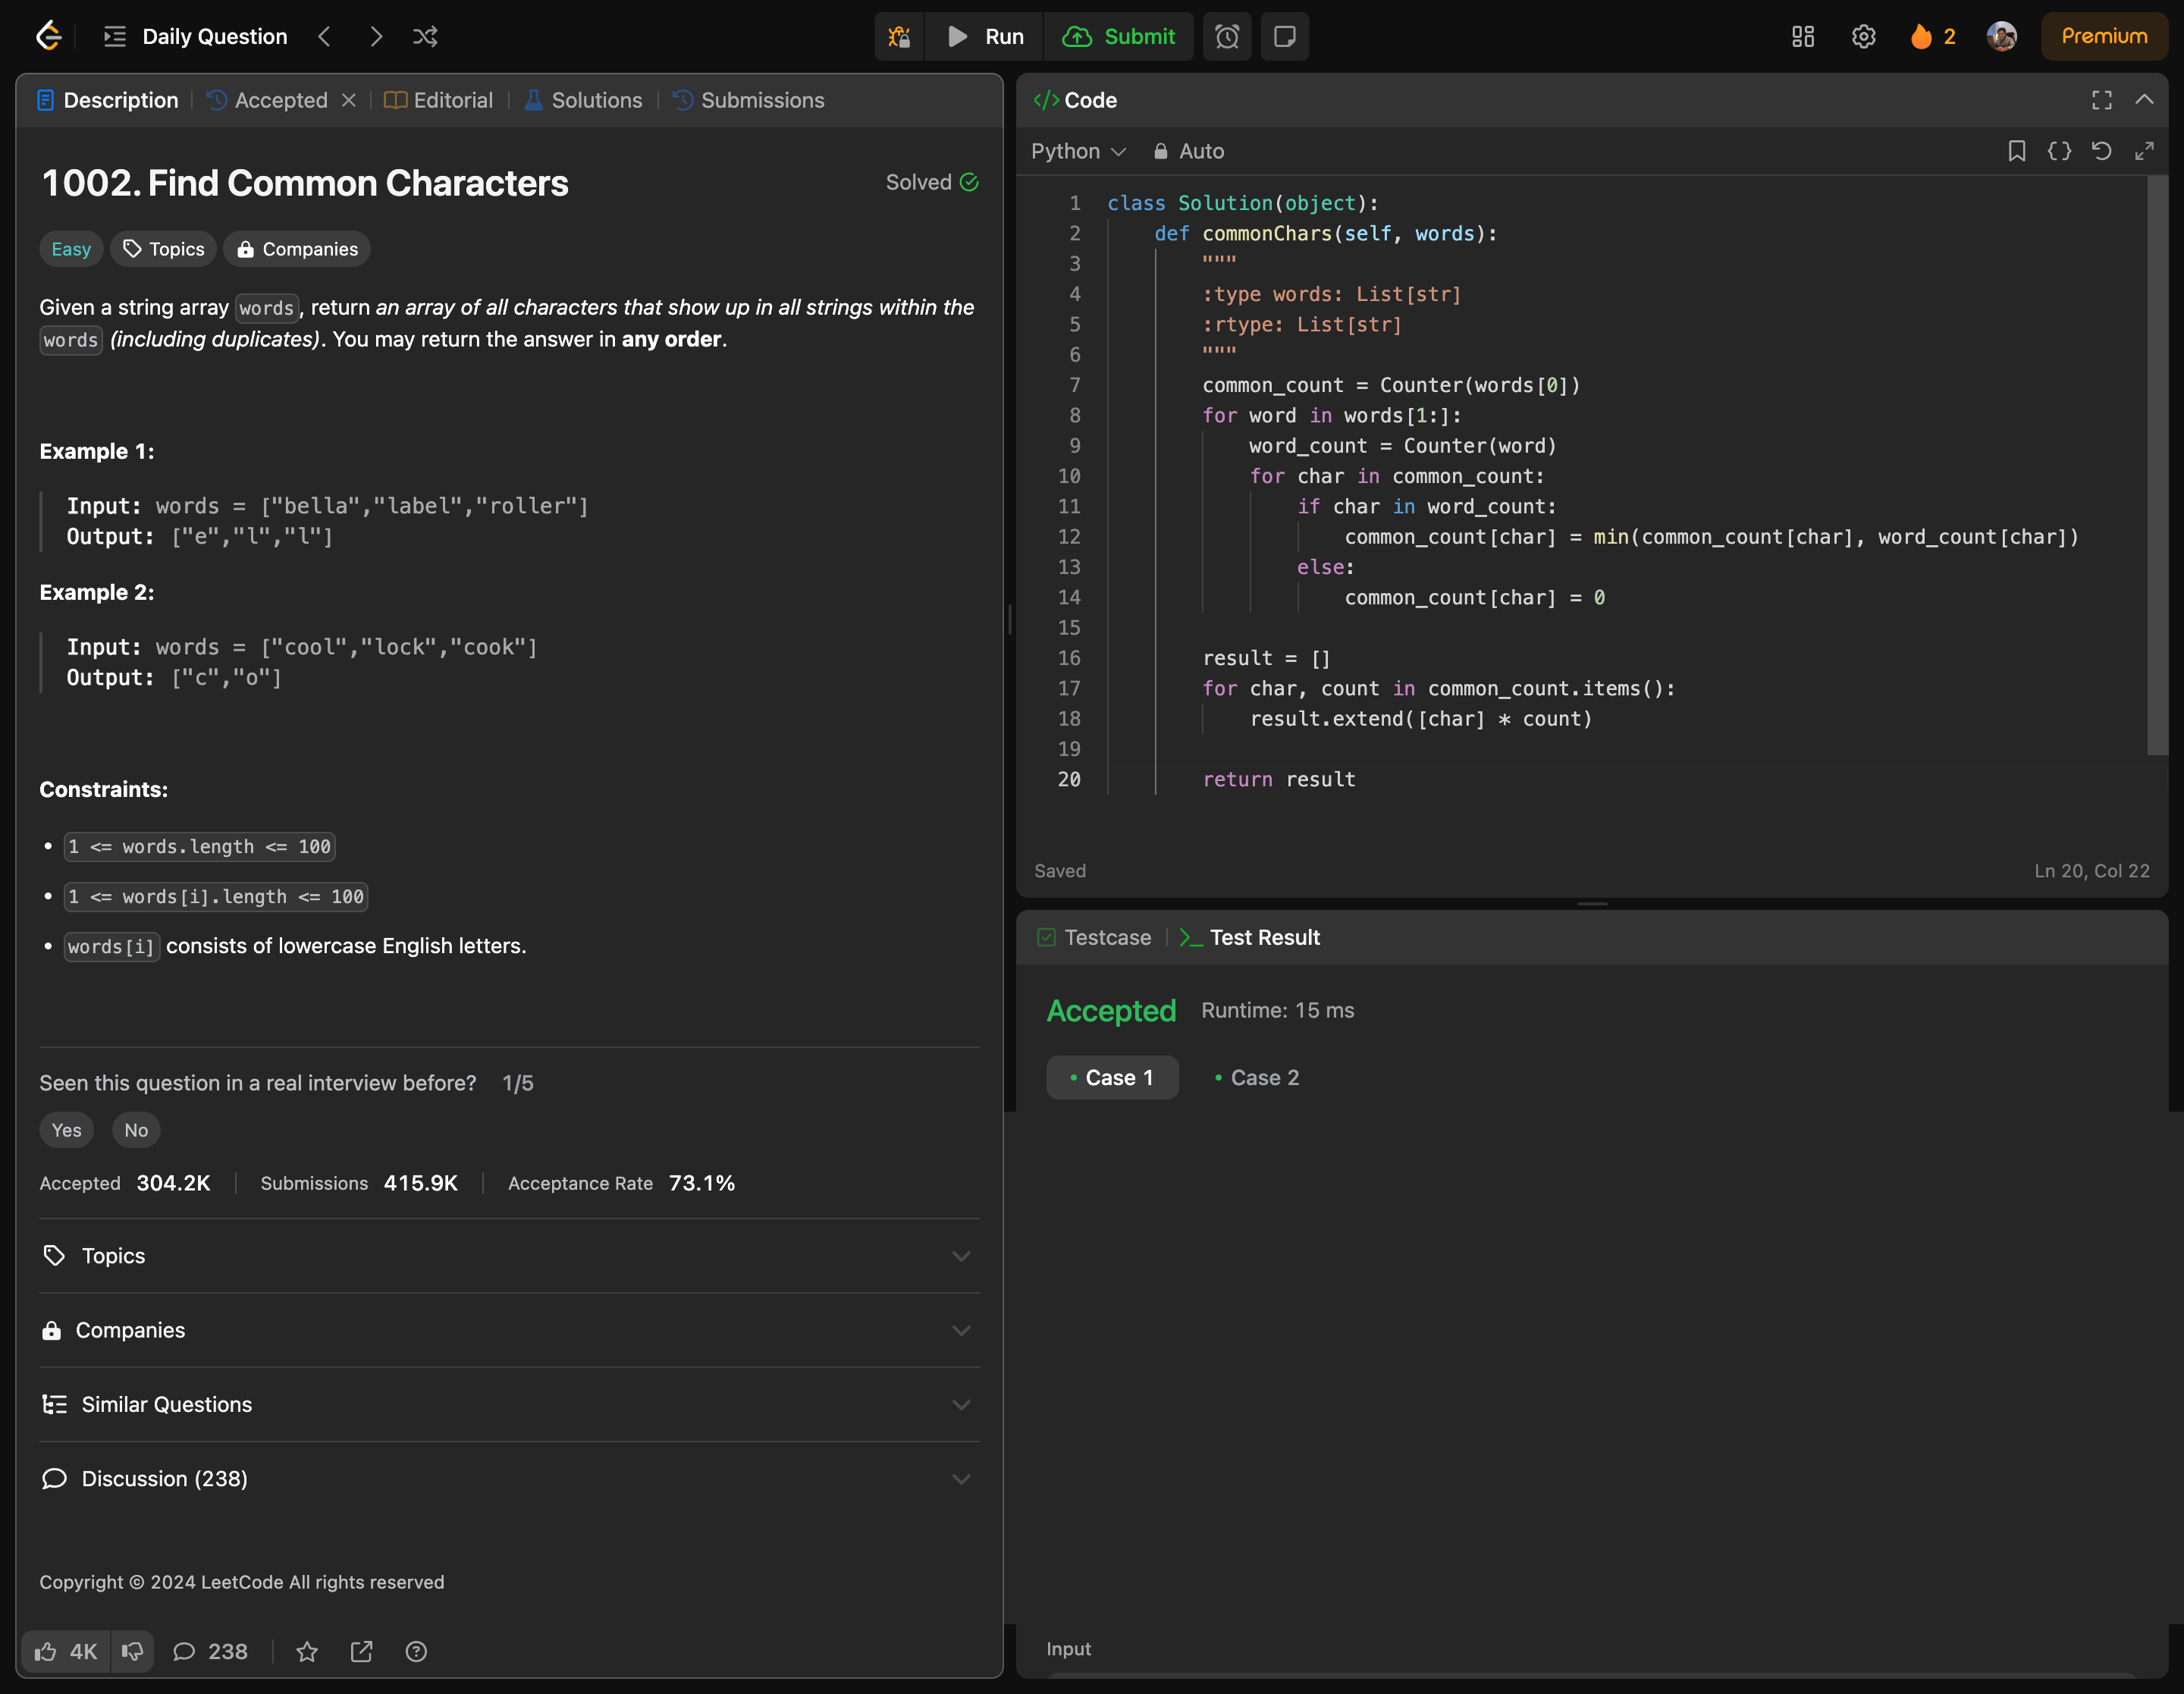 Daily Question
Run
Submit
2
Premium
Description
Accepted
Editorial
Solutions
Submissions
1002. Find Common Characters
Solved
Easy
Topics
Companies
Given a string array words, return an array of all characters that show up in all strings within the
words (including duplicates). You may return the answer in any order.
Example 1:
Input: words = ["bella","label","roller"]
Output: ["e","l","l"]
Example 2:
Input: words = ["cool","lock","cook"]
Output: ["c","o"]
Constraints:
• 1 <= words.length <= 100
• 1 <= words[i].length <= 100
• words[i] consists of lowercase English letters.
Seen this question in a real interview before? 1/5
Yes No
Accepted 304.2K Submissions 415.9K Acceptance Rate 73.1%
Topics
Companies
Similar Questions
Discussion (238)
Copyright © 2024 LeetCode All rights reserved
4K 238
</> Code
Python Auto
1 class Solution(object):
2     def commonChars(self, words):
3         """
4         :type words: List[str]
5         :rtype: List[str]
6         """
7         common_count = Counter(words[0])
8         for word in words[1:]:
9             word_count = Counter(word)
10             for char in common_count:
11                 if char in word_count:
12                     common_count[char] = min(common_count[char], word_count[char])
13                 else:
14                     common_count[char] = 0
15
16         result = []
17         for char, count in common_count.items():
18             result.extend([char] * count)
19
20         return result
Saved
Ln 20, Col 22
Testcase
Test Result
Accepted Runtime: 15 ms
• Case 1 • Case 2
Input